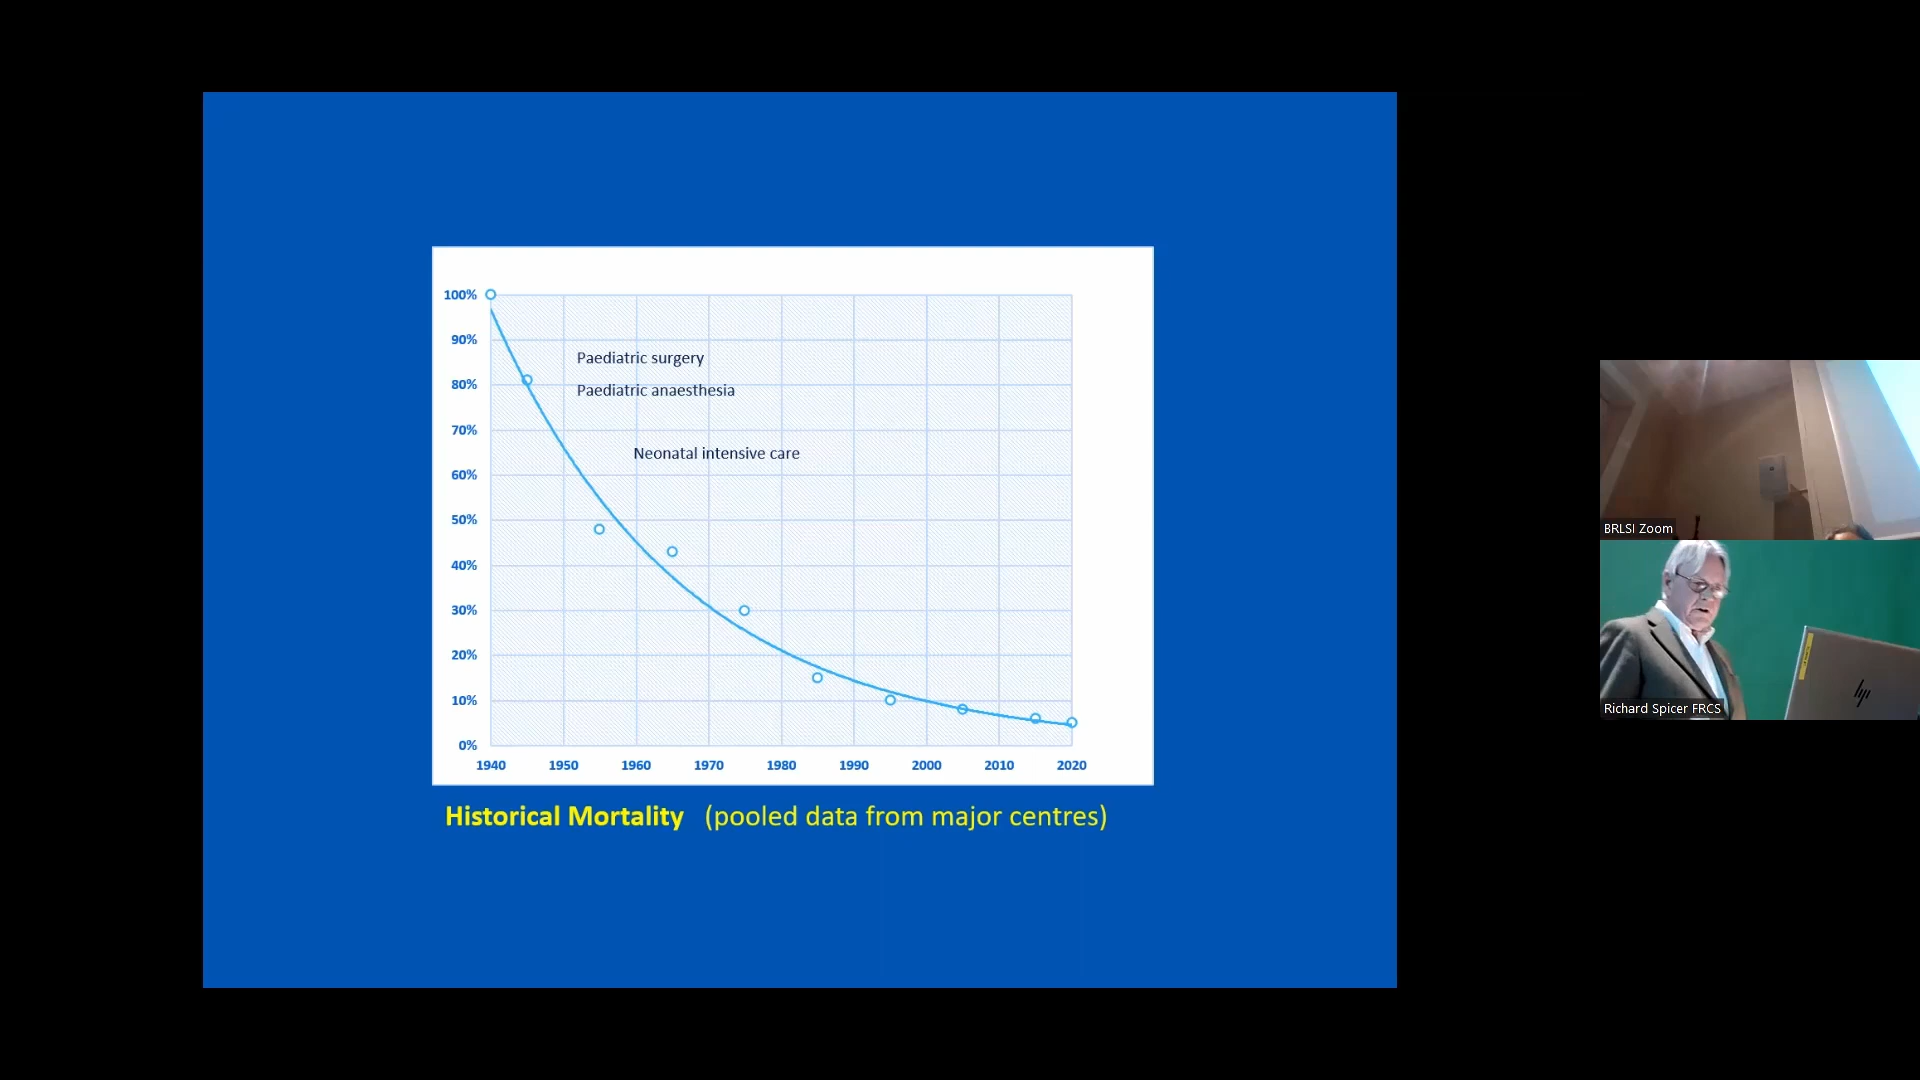 100%
90%
80%
70%
60%
50%
40%
30%
20%
10%
0%
Paediatric surgery
Paediatric anaesthesia
Neonatal intensive care
1940 1950 1960 1970 1980 1990 2000 2010 2020
Historical Mortality (pooled data from major centres)
BRLSI Zoom
hp
Richard Spicer FRCS